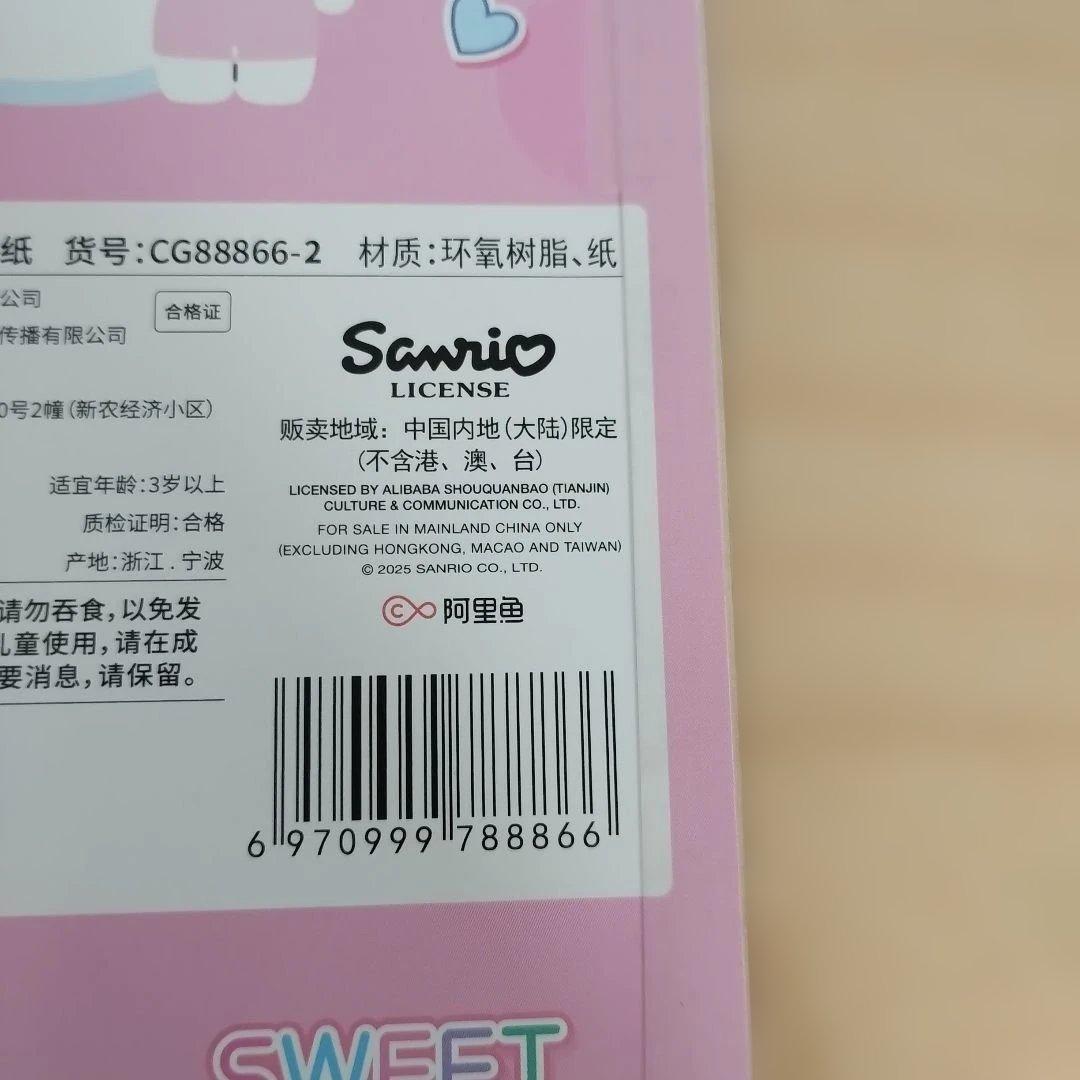 纸 货号:CG88866-2 材质:环氧树脂、纸
公司
传播有限公司
合格证
0号2幢(新农经济小区)
适宜年龄:3岁以上
质检证明:合格
产地:浙江.宁波
请勿吞食,以免发
儿童使用,请在成
要消息,请保留。
Sanrio
LICENSE
贩卖地域: 中国内地(大陆)限定
(不含港、澳、台)
LICENSED BY ALIBABA SHOUQUANBAO (TIANJIN)
CULTURE & COMMUNICATION CO., LTD.
FOR SALE IN MAINLAND CHINA ONLY
(EXCLUDING HONGKONG, MACAO AND TAIWAN)
© 2025 SANRIO CO., LTD.
阿里鱼
6 970999 788866
SWEET